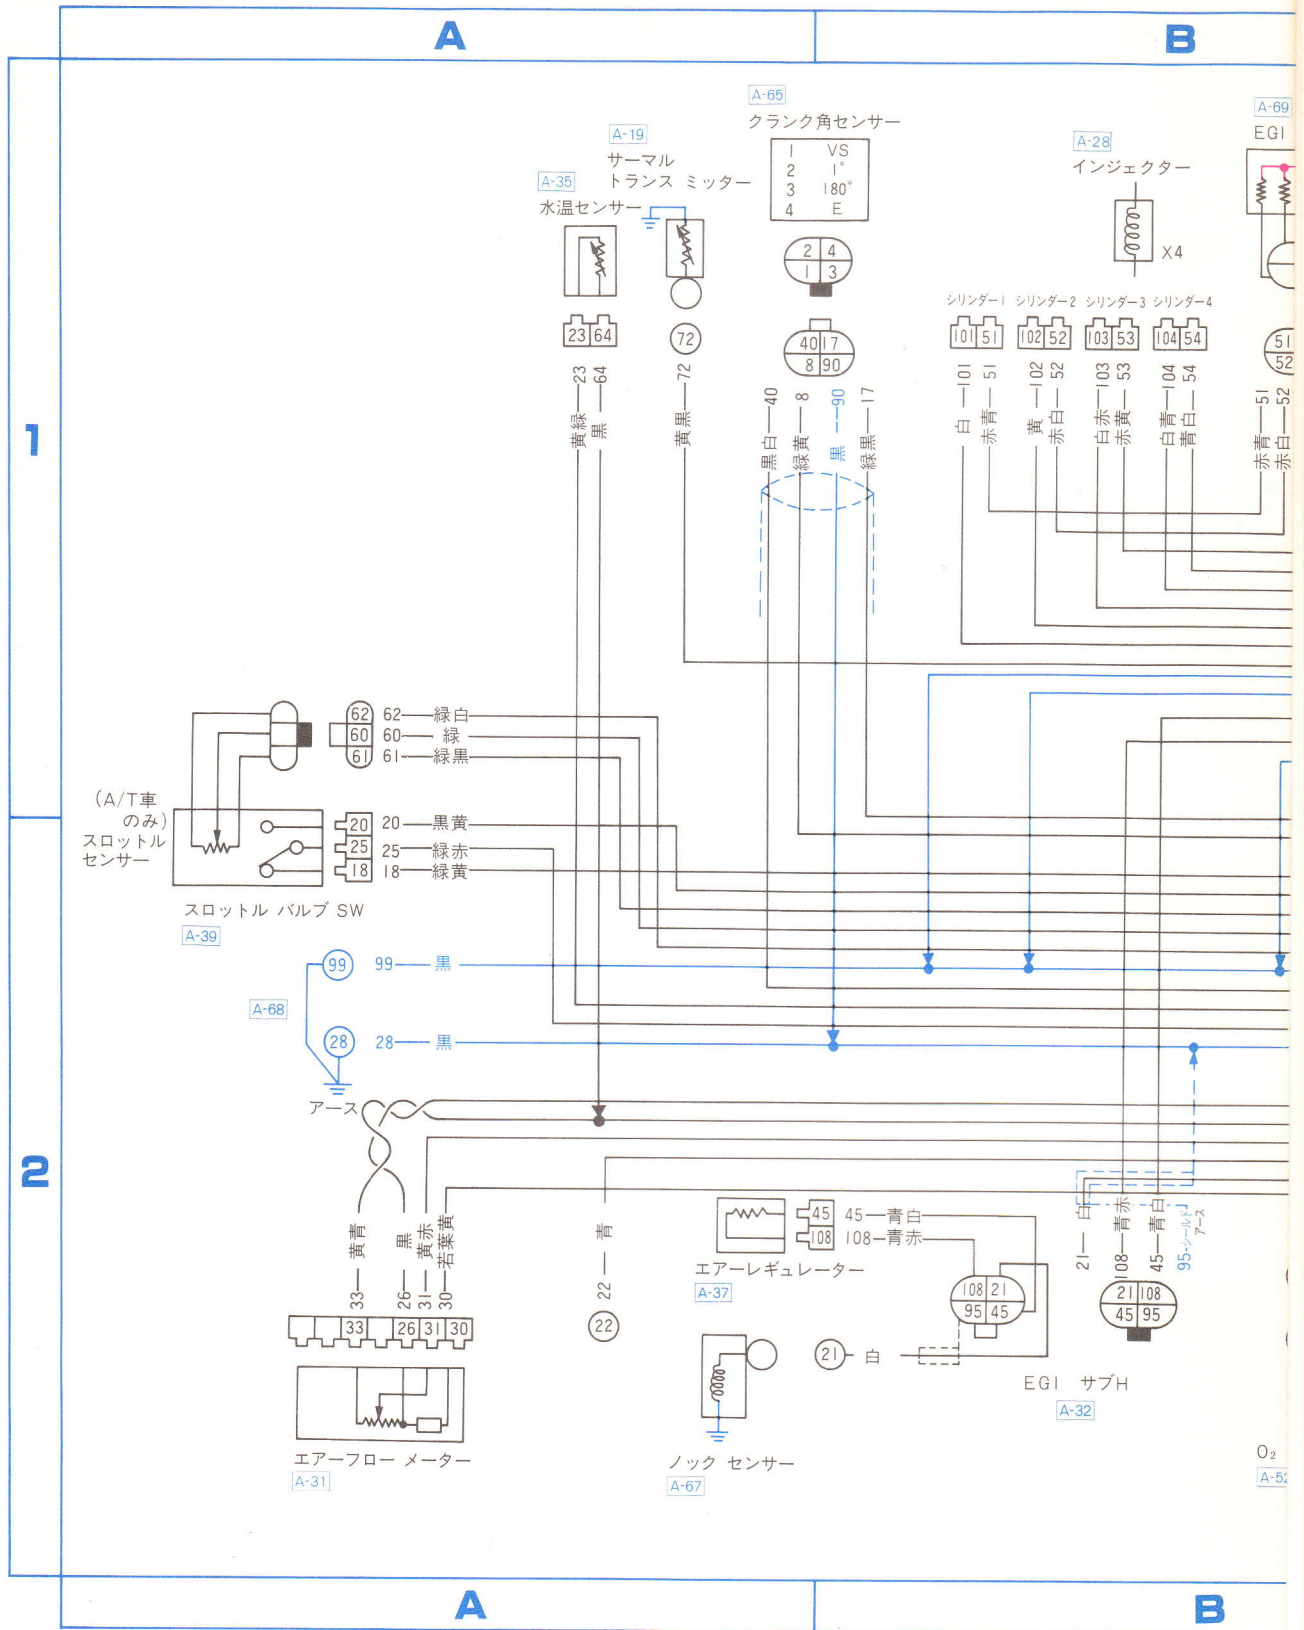 A
B
A-65
クランク角センサー
1 VS
2 1°
3 180°
4 E
2 4
1 3
40 17
8 90
40
8
90
17
黒白
緑黄
黒
緑黒
A-19
サーマル
トランス ミッター
72
72
黄黒
A-35
水温センサー
23 64
23
64
黄緑
黒
A-28
インジェクター
X4
シリンダー1 シリンダー2 シリンダー3 シリンダー4
101 51
102 52
103 53
104 54
101
51
102
52
103
53
104
54
白
赤青
黄
赤白
白赤
赤黄
白青
青白
A-69
EGI
51
52
51
52
赤青
赤白
1
62 62 緑白
60 60 緑
61 61 緑黒
(A/T車
のみ)
スロットル
センサー
20 20 黒黄
25 25 緑赤
18 18 緑黄
スロットル バルブ SW
A-39
99 99 黒
A-68
28 28 黒
アース
2
黄青
黒
黄赤
若葉黄
33
26
31
30
33 26 31 30
エアーフロー メーター
A-31
青
22
22
45 45 青白
108 108 青赤
エアーレギュレーター
A-37
108 21
95 45
21 白
ノック センサー
A-67
白
青赤
青白
21
108
45
95-シールド
アース
21 108
45 95
EGI サブH
A-32
O₂
A-52
A
B